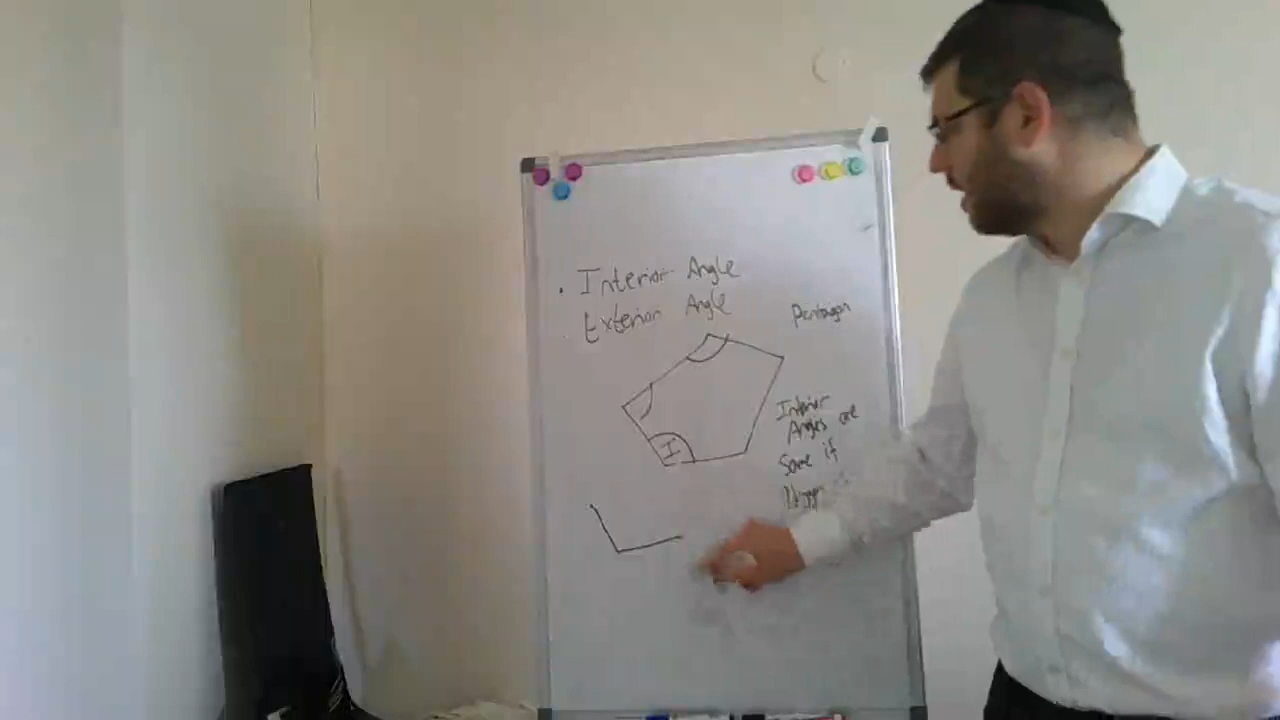 . Interior Angle
. Exterior Angle
Pentagon
I
Interior
Angles are
Same if